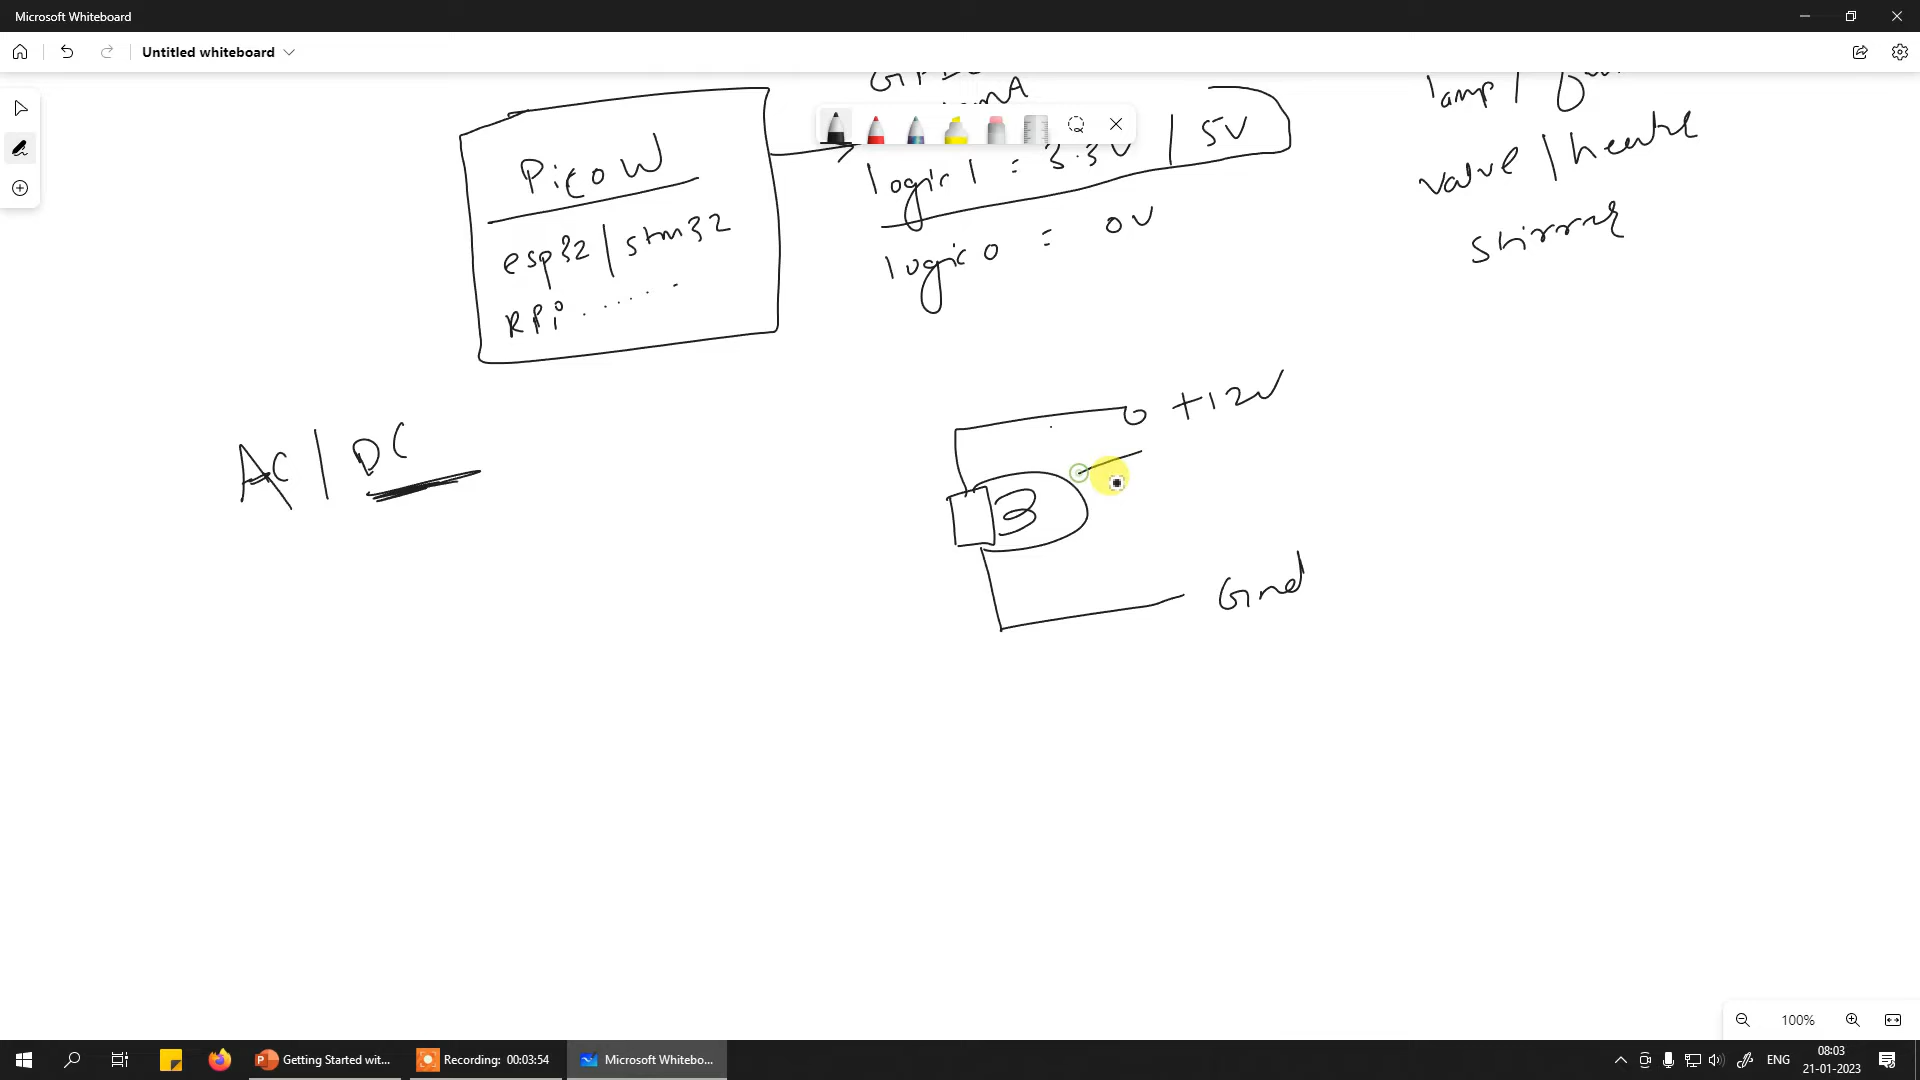 Microsoft Whiteboard
Untitled whiteboard
mA
logic 1 : 3.3V | 5V
logic 0 : 0V
Pico W
esp32 | stm32
RPi ......
lamp |
valve |
AC | DC
+12V
Gnd
100%
Getting Started wit...
Recording: 00:03:54
Microsoft Whitebo...
ENG
08:03
21-01-2023